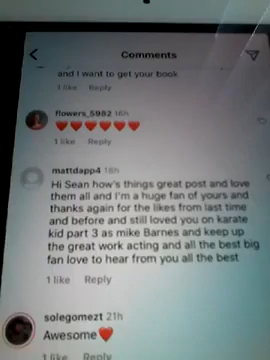 Comments
and I want to get your book
1 like Reply
flowers_5982 16h
❤️❤️❤️❤️❤️❤️
1 like Reply
mattdapp4 18h
Hi Sean how's things great post and love
them all and I'm a huge fan of yours and
thanks again for the likes from last time
and before and still loved you on karate
kid part 3 as mike Barnes and keep up
the great work acting and all the best big
fan love to hear from you all the best
1 like Reply
solegomezt 21h
Awesome❤️
1 like Reply